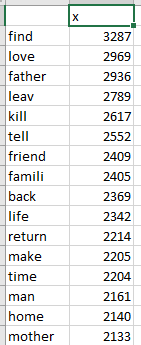 x
find 3287
love 2969
father 2936
leav 2789
kill 2617
tell 2552
friend 2409
famili 2405
back 2369
life 2342
return 2214
make 2205
time 2204
man 2161
home 2140
mother 2133